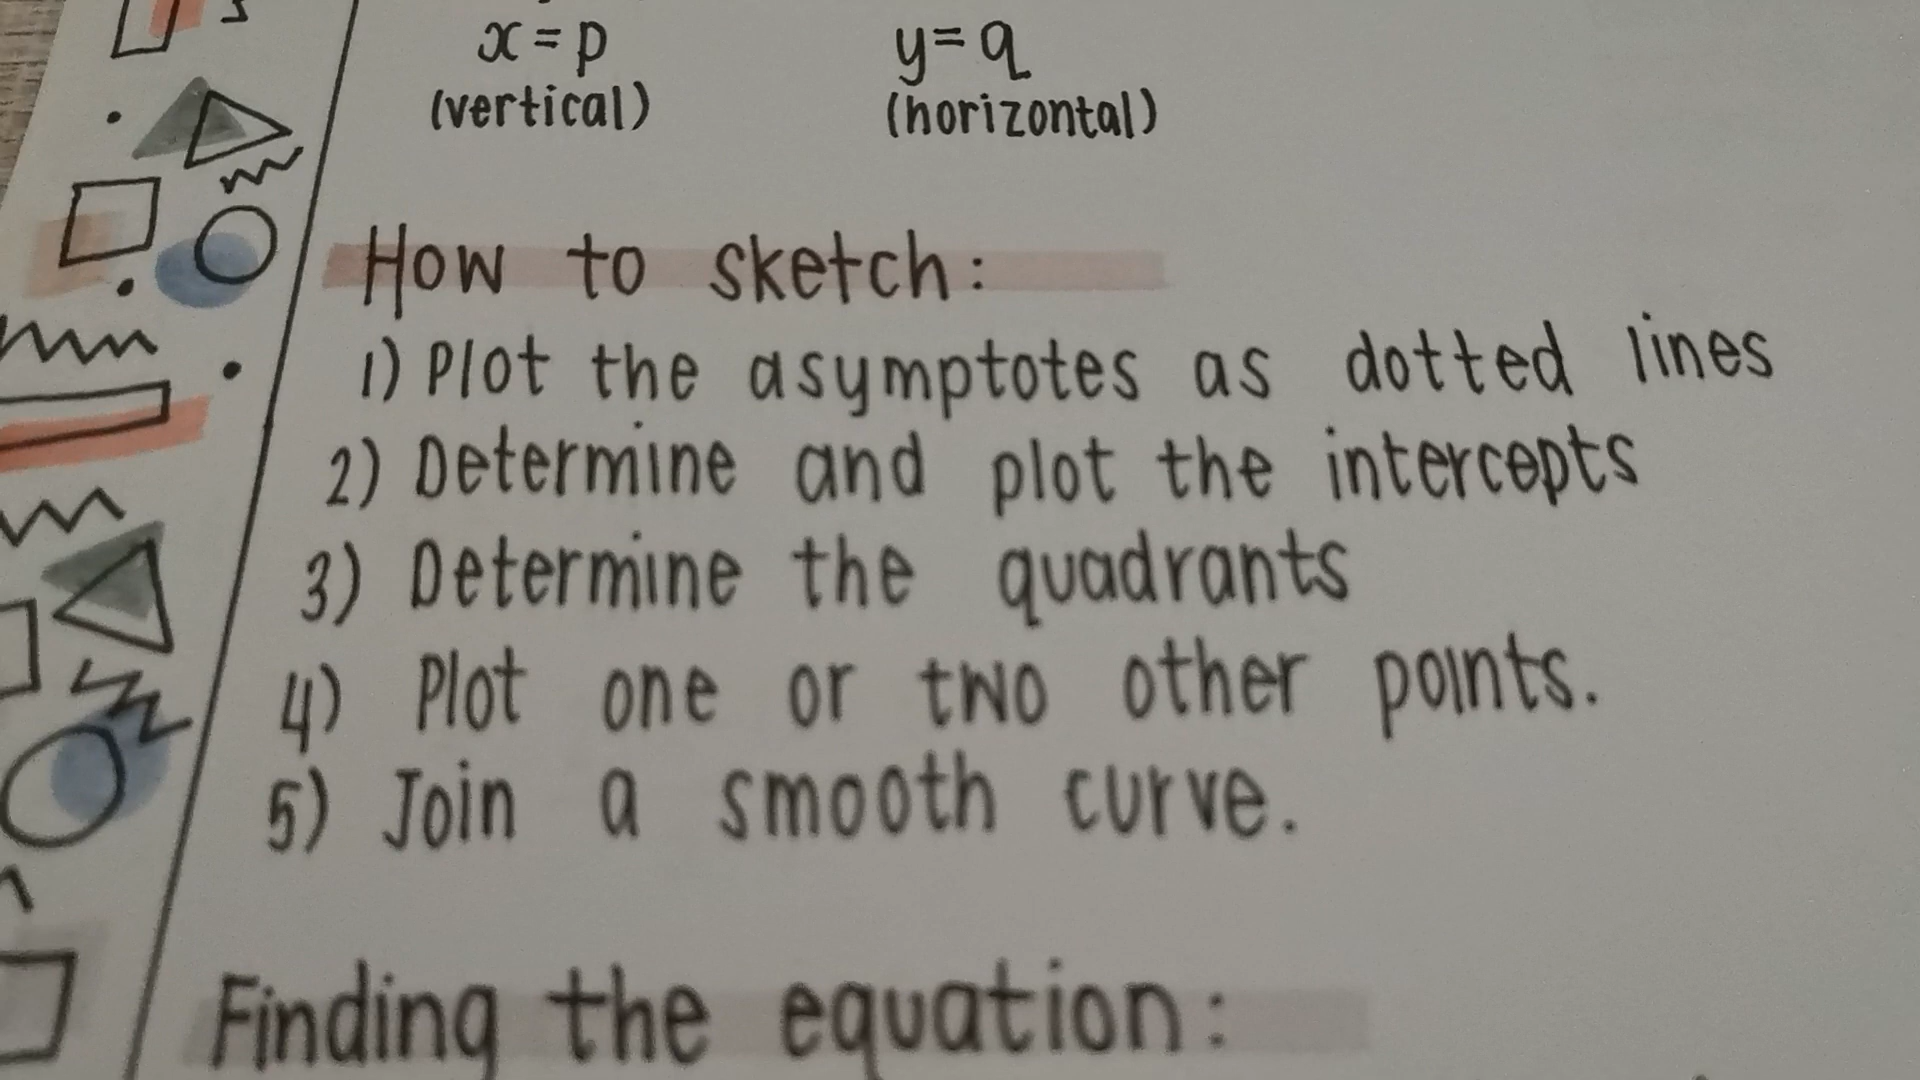 x = p y = q
(vertical) (horizontal)
How to sketch:
1) Plot the asymptotes as dotted lines
2) Determine and plot the intercepts
3) Determine the quadrants
4) Plot one or two other points.
5) Join a smooth curve.
Finding the equation: